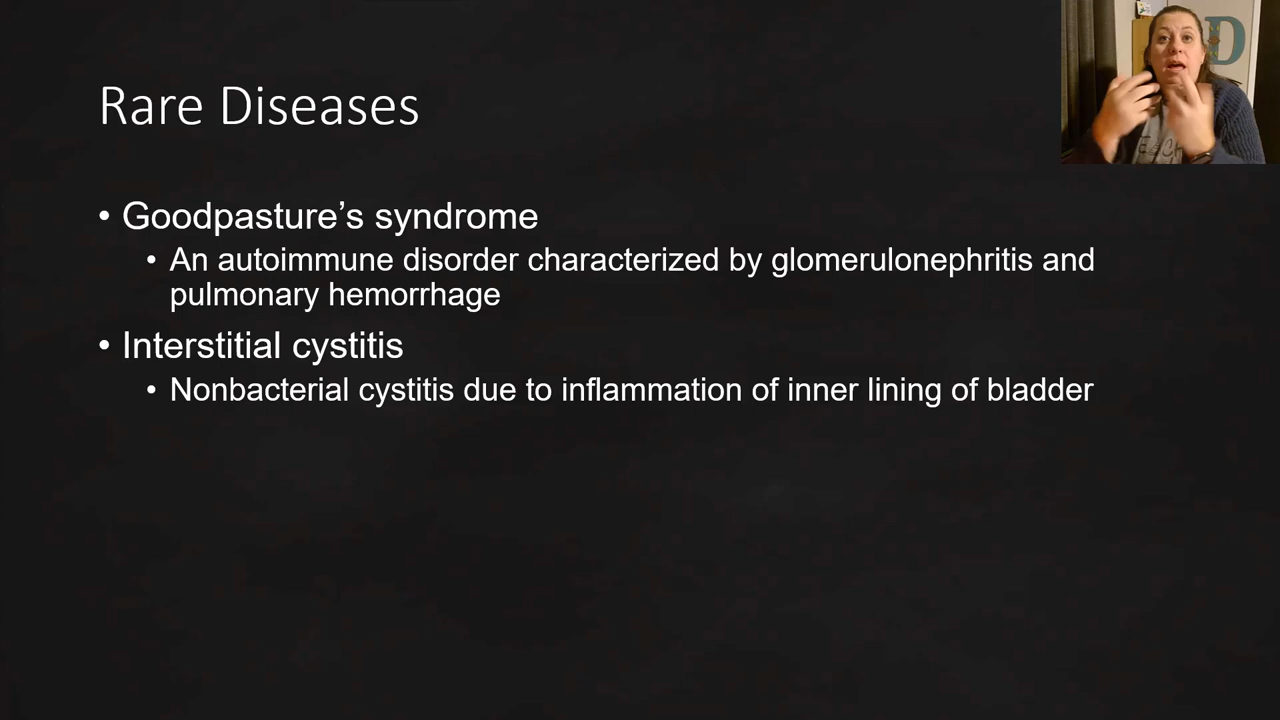 Rare Diseases
• Goodpasture’s syndrome
• An autoimmune disorder characterized by glomerulonephritis and
pulmonary hemorrhage
• Interstitial cystitis
• Nonbacterial cystitis due to inflammation of inner lining of bladder
D